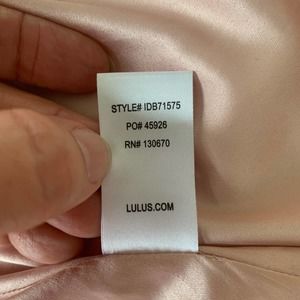 STYLE# IDB71575
PO# 45926
RN# 130670
LULUS.COM